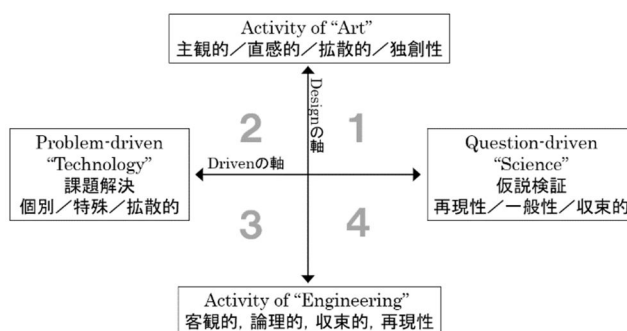 Activity of “Art”
主観的／直感的／拡散的／独創性
Designの軸
2
1
Problem-driven
“Technology”
課題解決
個別／特殊／拡散的
Drivenの軸
Question-driven
“Science”
仮説検証
再現性／一般性／収束的
3
4
Activity of “Engineering”
客観的，論理的，収束的，再現性